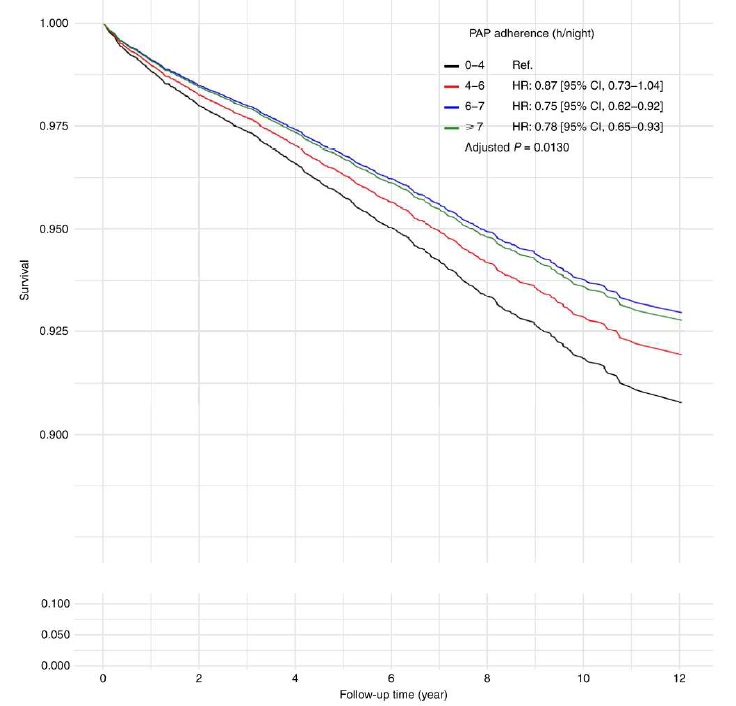 PAP adherence (h/night)
0–4 Ref.
4–6 HR: 0.87 [95% CI, 0.73–1.04]
6–7 HR: 0.75 [95% CI, 0.62–0.92]
⩾7 HR: 0.78 [95% CI, 0.65–0.93]
Adjusted P = 0.0130
1.000
0.975
0.950
0.925
0.900
0.100
0.050
0.000
Survival
0 2 4 6 8 10 12
Follow-up time (year)